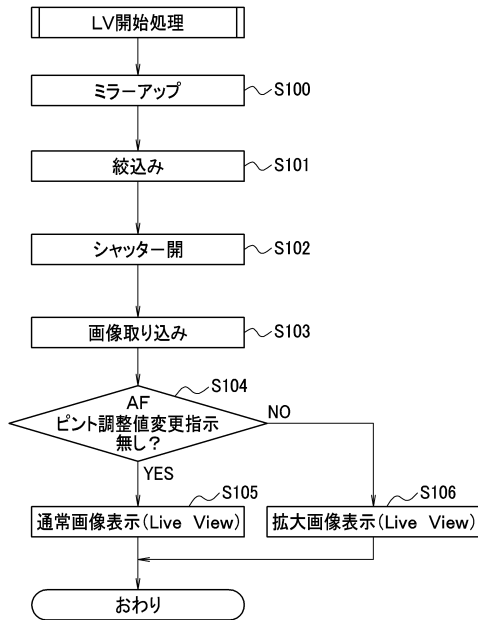 LV開始処理
ミラーアップ
S100
絞込み
S101
シャッター開
S102
画像取り込み
S103
S104
AF
ピント調整値変更指示
無し？
NO
YES
S105
通常画像表示(Live View)
S106
拡大画像表示(Live View)
おわり